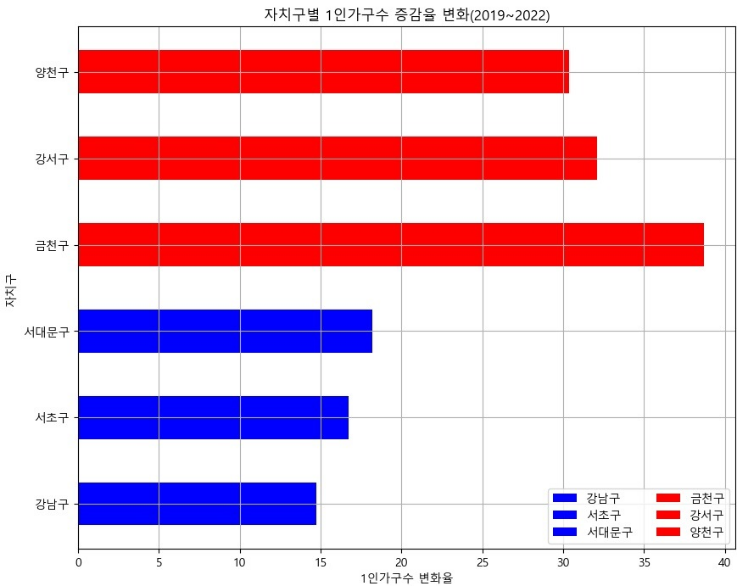 자치구별 1인가구수 증감율 변화(2019~2022)
자치구
양천구
강서구
금천구
서대문구
서초구
강남구
0 5 10 15 20 25 30 35 40
1인가구수 변화율
강남구 금천구
서초구 강서구
서대문구 양천구